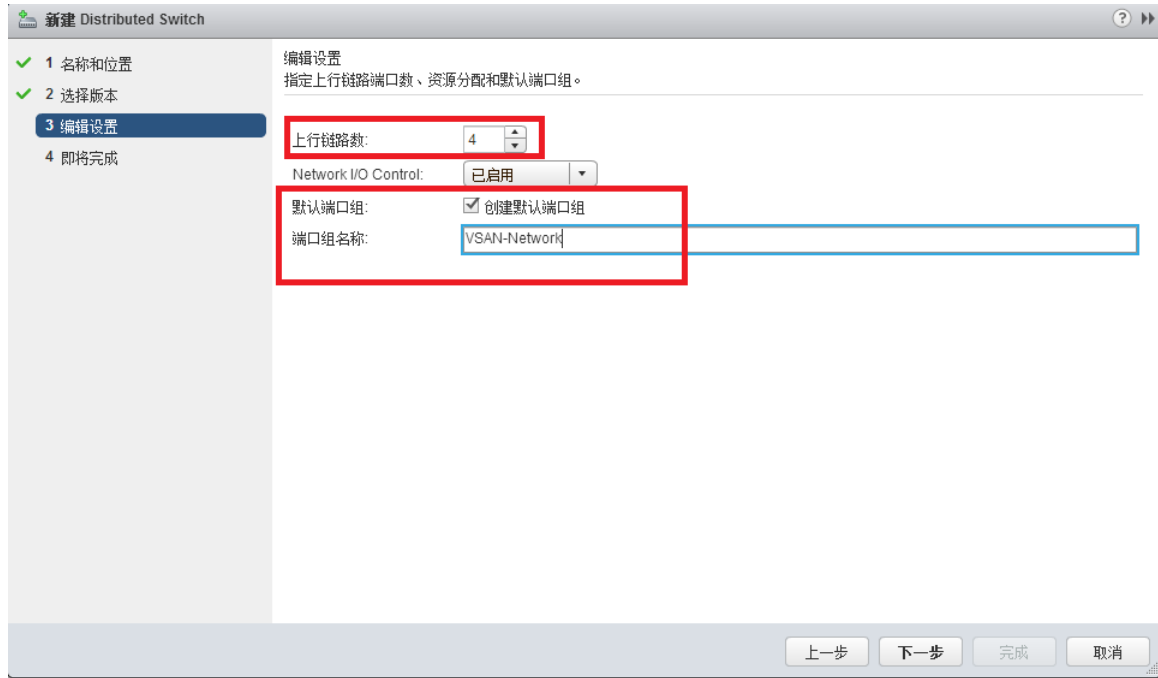 新建 Distributed Switch
1 名称和位置
2 选择版本
3 编辑设置
4 即将完成
编辑设置
指定上行链路端口数、资源分配和默认端口组。
上行链路数: 4
Network I/O Control: 已启用
默认端口组: 创建默认端口组
端口组名称: VSAN-Network
上一步 下一步 完成 取消